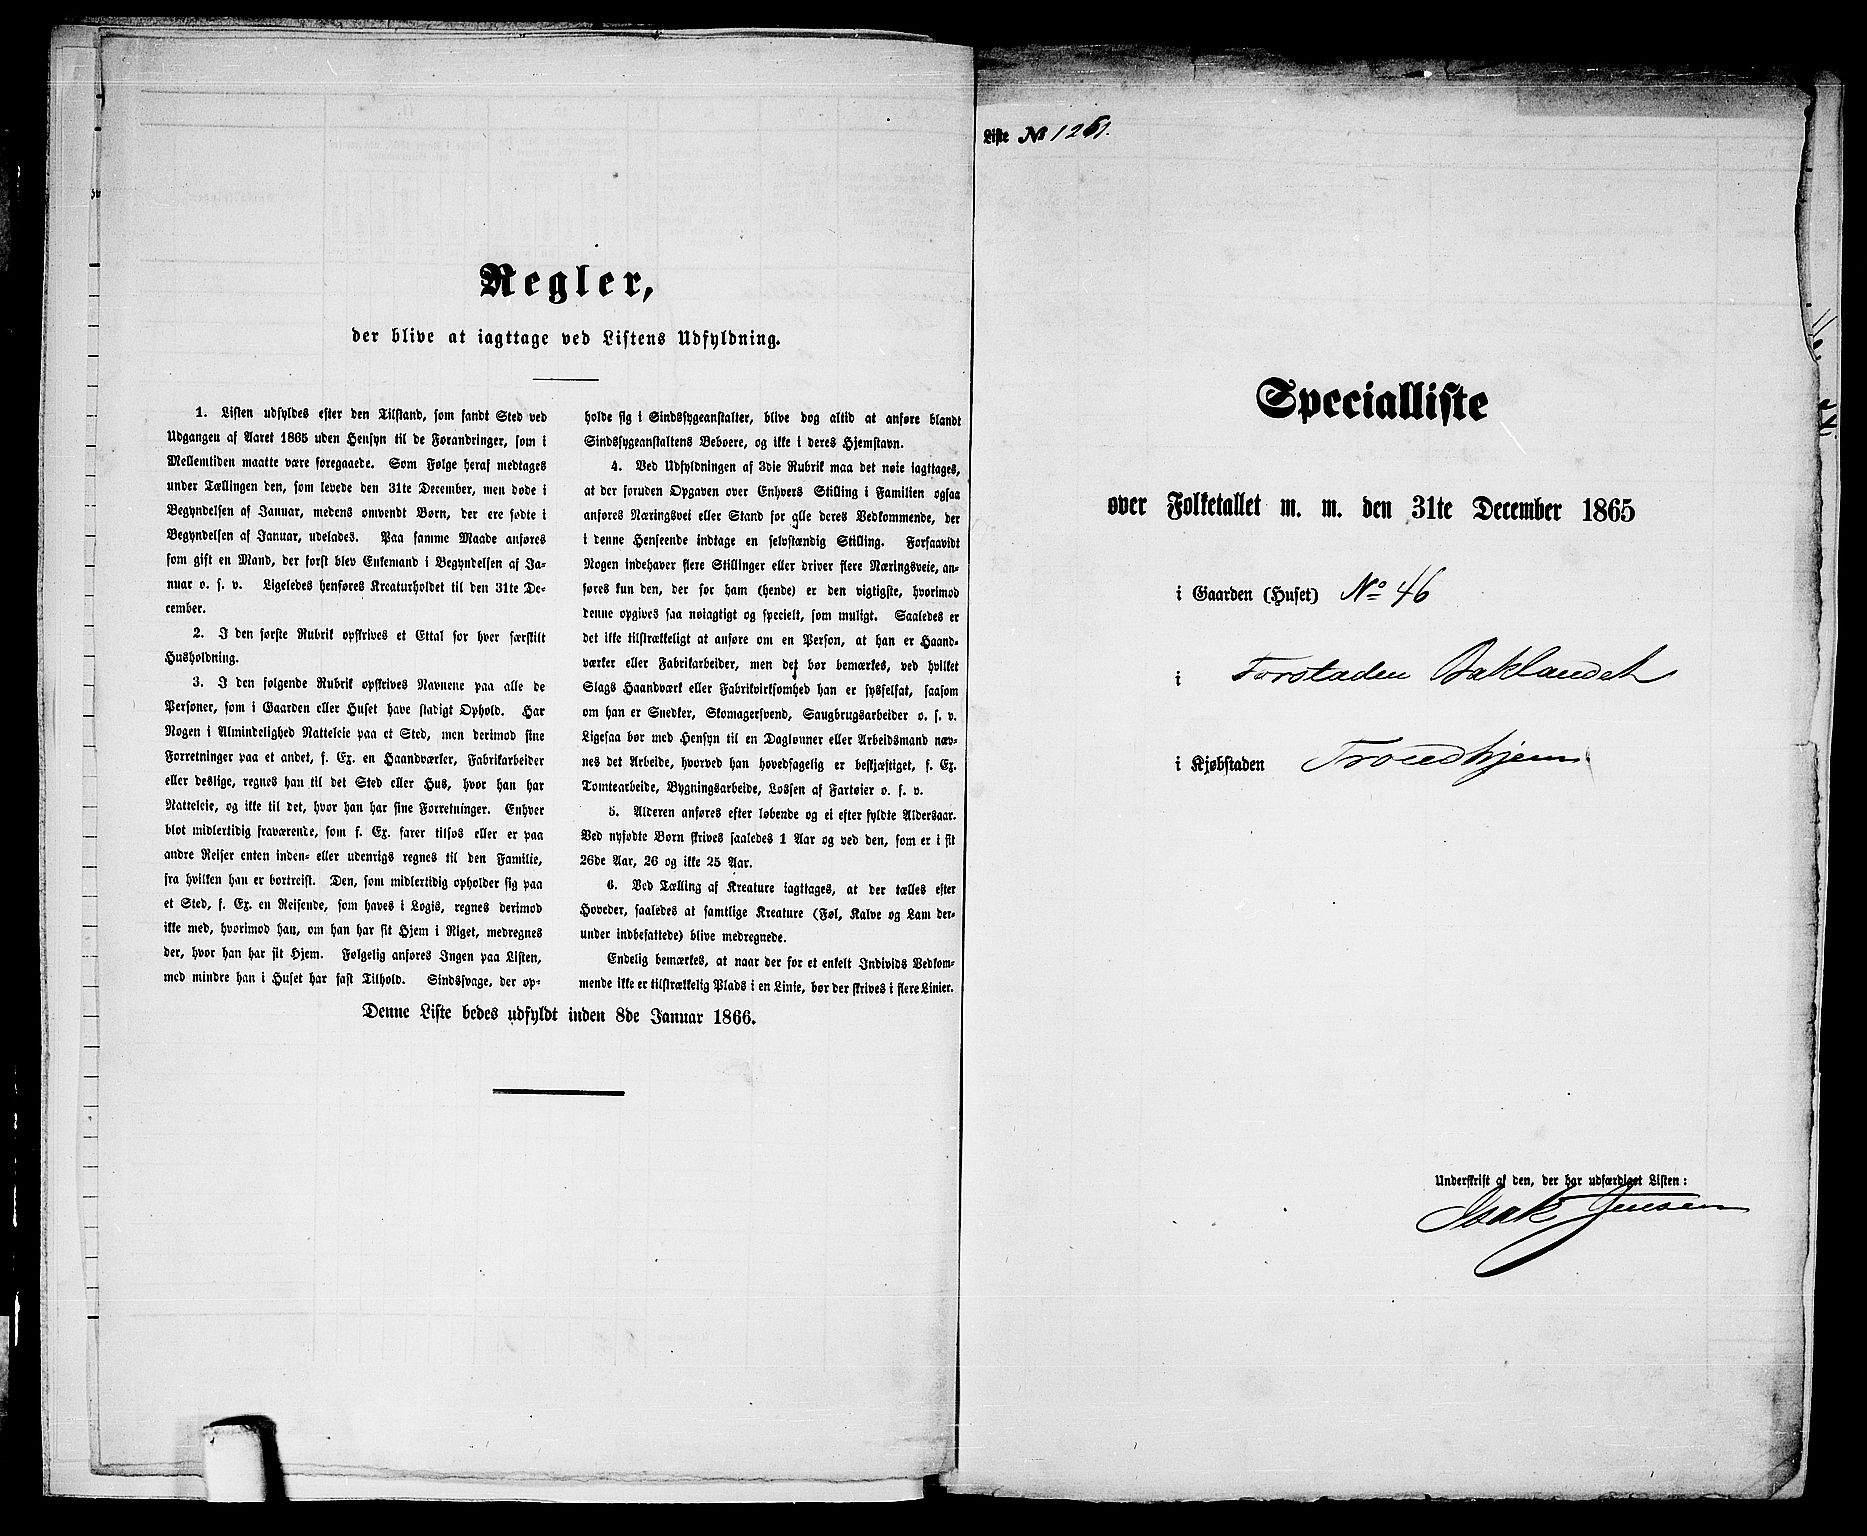 Regler,
der blive at iagttage ved Listens Udfyldning.
1. Listen udfyldes efter den Tilstand, som fandt Sted ved
Udgangen af Aaret 1865 uden Hensyn til de Forandringer, som i
Mellemtiden maatte være foregaaede. Som Følge heraf medtages
under Tællingen den, som levede den 31te December, men døde i
Begyndelsen af Januar, medens omvendt Børn, der ere fødte i
Begyndelsen af Januar, udelades. Paa samme Maade anføres
som gift en Mand, der først blev Enkemand i Begyndelsen af Ja-
nuar o. s. v. Ligeledes henføres Kreaturholdet til den 31te De-
cember.
2. I den første Rubrik opskrives et Ettal for hver særskilt
Husholdning.
3. I den følgende Rubrik opskrives Navnene paa alle de
Personer, som i Gaarden eller Huset have stadigt Ophold. Har
Nogen i Almindelighed Natteleie paa et Sted, men derimod sine
Forretninger paa et andet, f. Ex. en Haandværker, Fabrikarbeider
eller deslige, regnes han til det Sted eller Hus, hvor han har
Natteleie, og ikke til det, hvor han har sine Forretninger. Enhver
blot midlertidig fraværende, som f. Ex. farer tilsøs eller er paa
andre Reiser enten inden- eller udenrigs regnes til den Familie,
fra hvilken han er bortreist. Den, som midlertidig opholder sig paa
et Sted, f. Ex. en Reisende, som haves i Logis, regnes derimod
ikke med, hvorimod han, om han har sit Hjem i Riget, medregnes
der, hvor han har sit Hjem. Følgelig anføres Ingen paa Listen,
med mindre han i Huset har fast Tilhold. Sindssvage, der op-
holde sig i Sindssygeanstalter, blive dog altid at anføre blandt
Sindssygeanstaltens Beboere, og ikke i deres Hjemstavn.
4. Ved Udfyldningen af 3die Rubrik maa det nøie iagttages,
at der foruden Opgaven over Enhvers Stilling i Familien ogsaa
anføres Næringsvei eller Stand for alle deres Vedkommende, der
i denne Henseende indtage en selvstændig Stilling. Forsaavidt
Nogen indehaver flere Stillinger eller driver flere Næringsveie, an-
føres kun den, der for ham (hende) er den vigtigste, hvorimod
denne opgives saa nøiagtigt og specielt, som muligt. Saaledes er
det ikke tilstrækkeligt at anføre om en Person, at han er Haand-
værker eller Fabrikarbeider, men det bør bemærkes, ved hvilket
Slags Haandværk eller Fabrikvirksomhed han er sysselsat, saasom
om han er Snedker, Skomagersvend, Saugbrugsarbeider o. s. v.
Ligesaa bør med Hensyn til en Daglønner eller Arbeidsmand næv-
nes det Arbeide, hvorved han hovedsagelig er beskjæftiget, f. Ex.
Tomtearbeide, Bygningsarbeide, Lossen af Fartøier o. s. v.
5. Alderen anføres efter løbende og ei efter fyldte Aldersaar.
Ved nyfødte Børn skrives saaledes 1 Aar og ved den, som er i sit
26de Aar, 26 og ikke 25 Aar.
6. Ved Tælling af Kreature iagttages, at der tælles efter
Hoveder, saaledes at samtlige Kreature (Føl, Kalve og Lam der-
under indbefattede) blive medregnede.
Endelig bemærkes, at naar der for et enkelt Individs Vedkom-
mende ikke er tilstrækkelig Plads i en Linie, bør der skrives i flere Linier.
Denne Liste bedes udfyldt inden 8de Januar 1866.
Liste № 1261.
Specialliste
over Folketallet m. m. den 31te December 1865
i Gaarden (Huset) No 46
i Forstaden Baklandet
i Kjøbstaden Trondhjem
Underskrift af den, der har udfærdiget Listen:
Isak Jensen